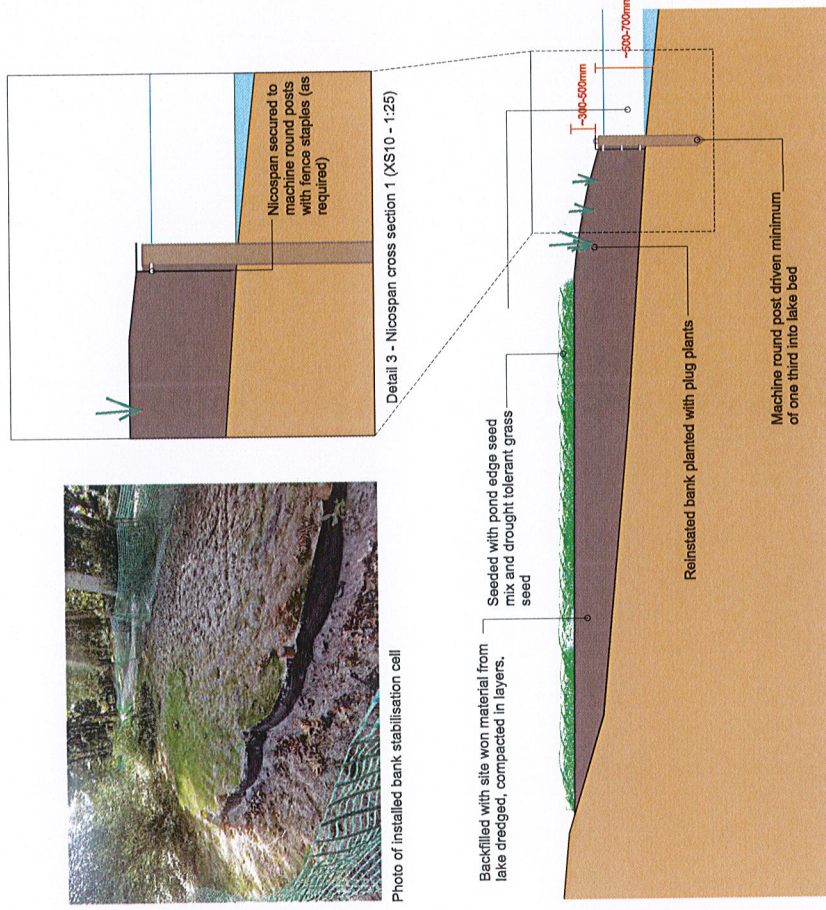 Nicospan secured to
machine round posts
with fence staples (as
required)
Detail 3 - Nicospan cross section 1 (XS10 - 1:25)
Photo of installed bank stabilisation cell
Backfilled with site won material from
lake dredged, compacted in layers.
Seeded with pond edge seed
mix and drought tolerant grass
seed
~300-500mm
~500-700mm
Reinstated bank planted with plug plants
Machine round post driven minimum
of one third into lake bed